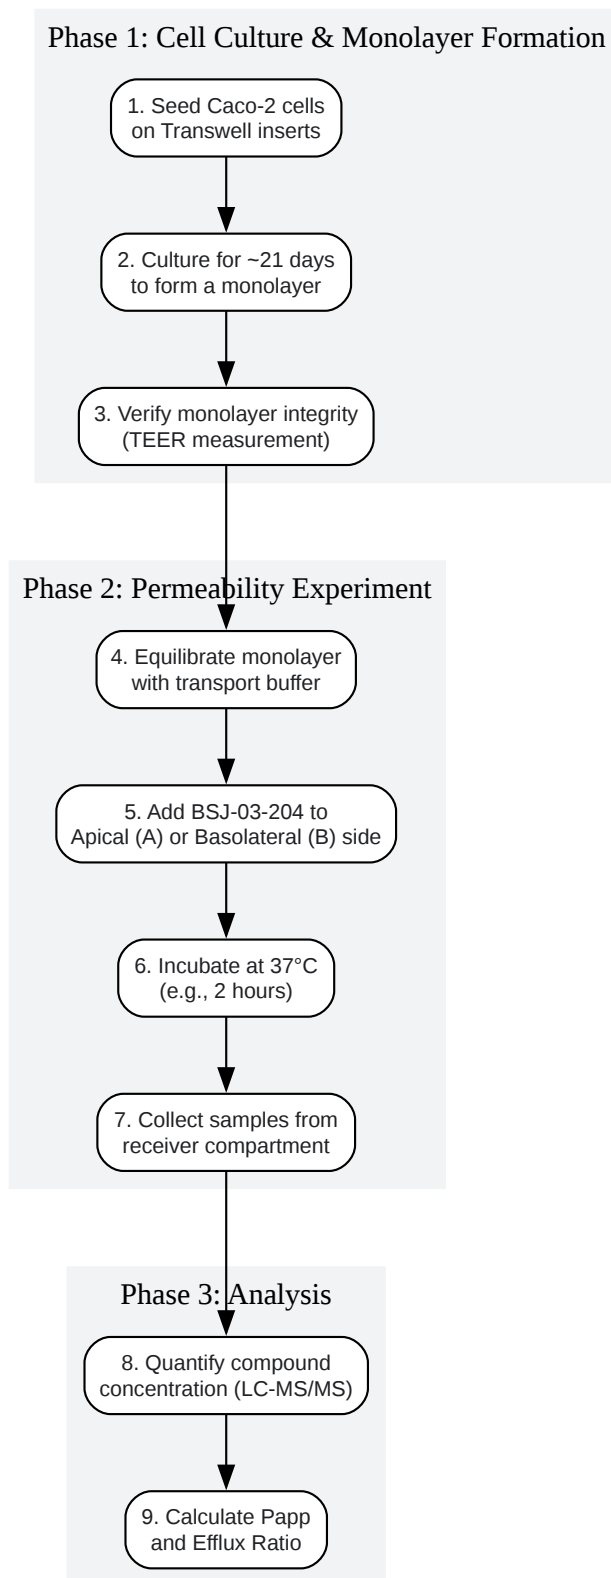 Phase 1: Cell Culture & Monolayer Formation
1. Seed Caco-2 cells
on Transwell inserts
2. Culture for ~21 days
to form a monolayer
3. Verify monolayer integrity
(TEER measurement)
Phase 2: Permeability Experiment
4. Equilibrate monolayer
with transport buffer
5. Add BSJ-03-204 to
Apical (A) or Basolateral (B) side
6. Incubate at 37°C
(e.g., 2 hours)
7. Collect samples from
receiver compartment
Phase 3: Analysis
8. Quantify compound
concentration (LC-MS/MS)
9. Calculate Papp
and Efflux Ratio